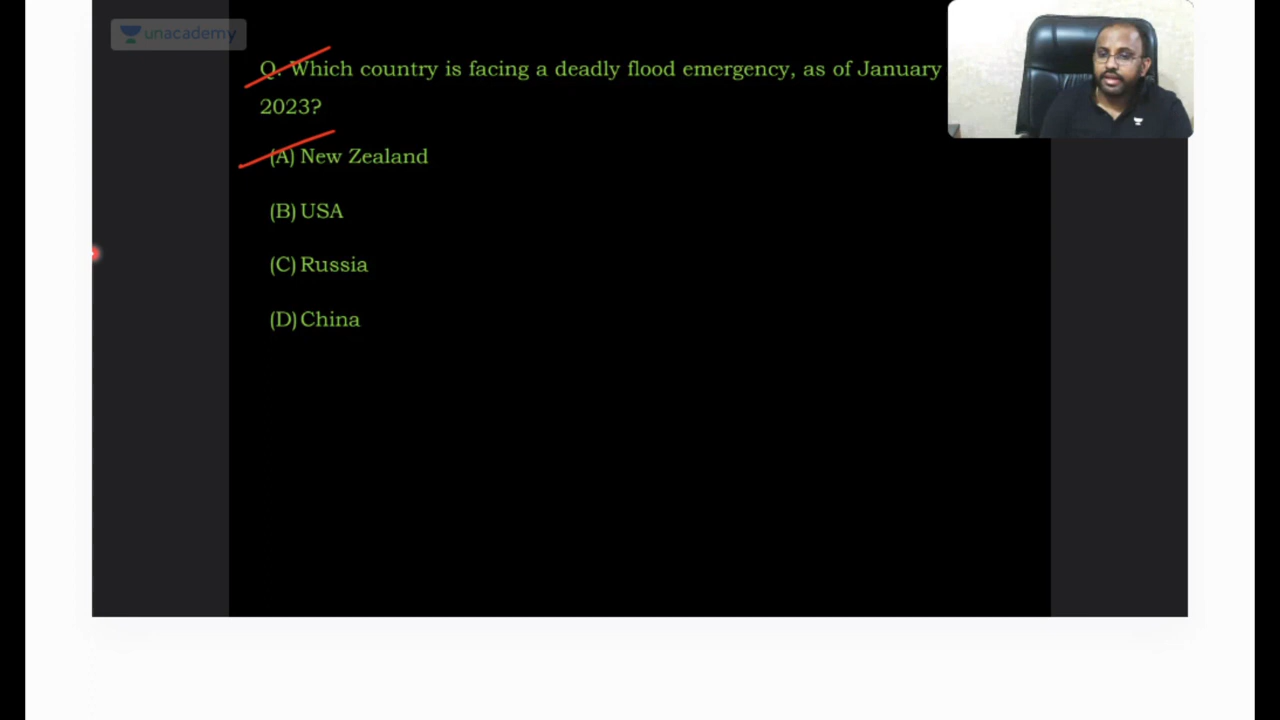 unacademy
Q. Which country is facing a deadly flood emergency, as of January
2023?
(A) New Zealand
(B) USA
(C) Russia
(D) China